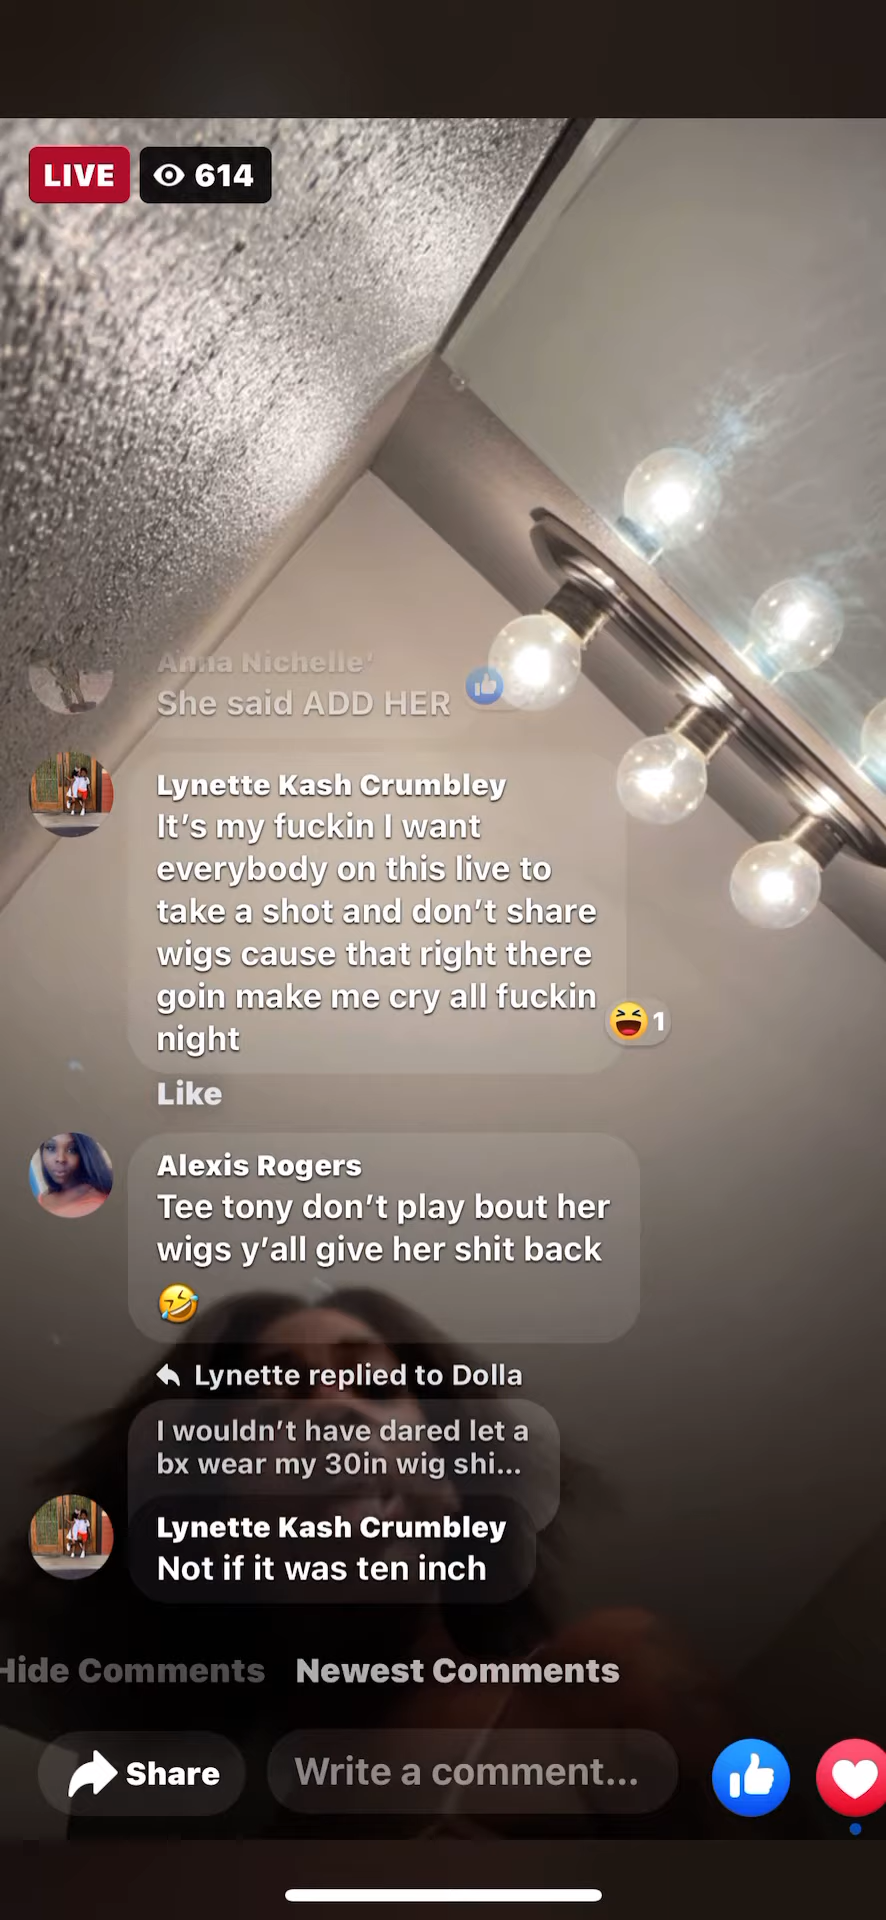 LIVE 614
Anna Nichelle'
She said ADD HER
Lynette Kash Crumbley
It’s my fuckin I want
everybody on this live to
take a shot and don’t share
wigs cause that right there
goin make me cry all fuckin
night
1
Like
Alexis Rogers
Tee tony don’t play bout her
wigs y’all give her shit back
🤣
Lynette replied to Dolla
I wouldn’t have dared let a
bx wear my 30in wig shi...
Lynette Kash Crumbley
Not if it was ten inch
Hide Comments Newest Comments
Share Write a comment...